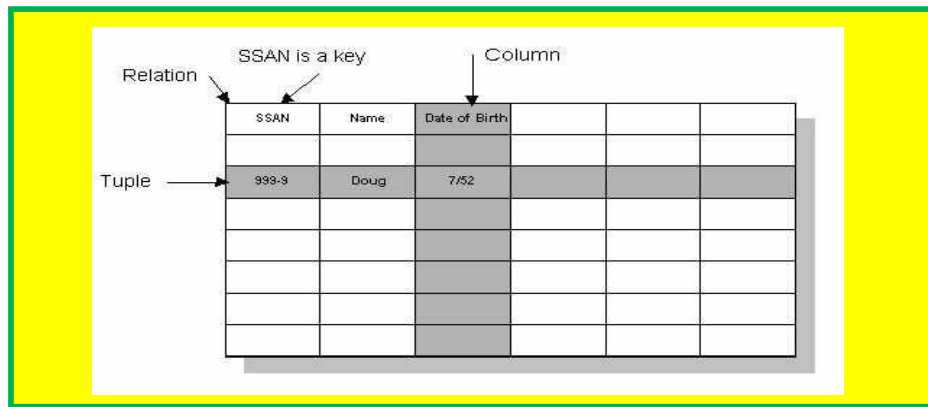 SSAN is a key
Column
Relation
SSAN Name Date of Birth
Tuple
999-9 Doug 7/52